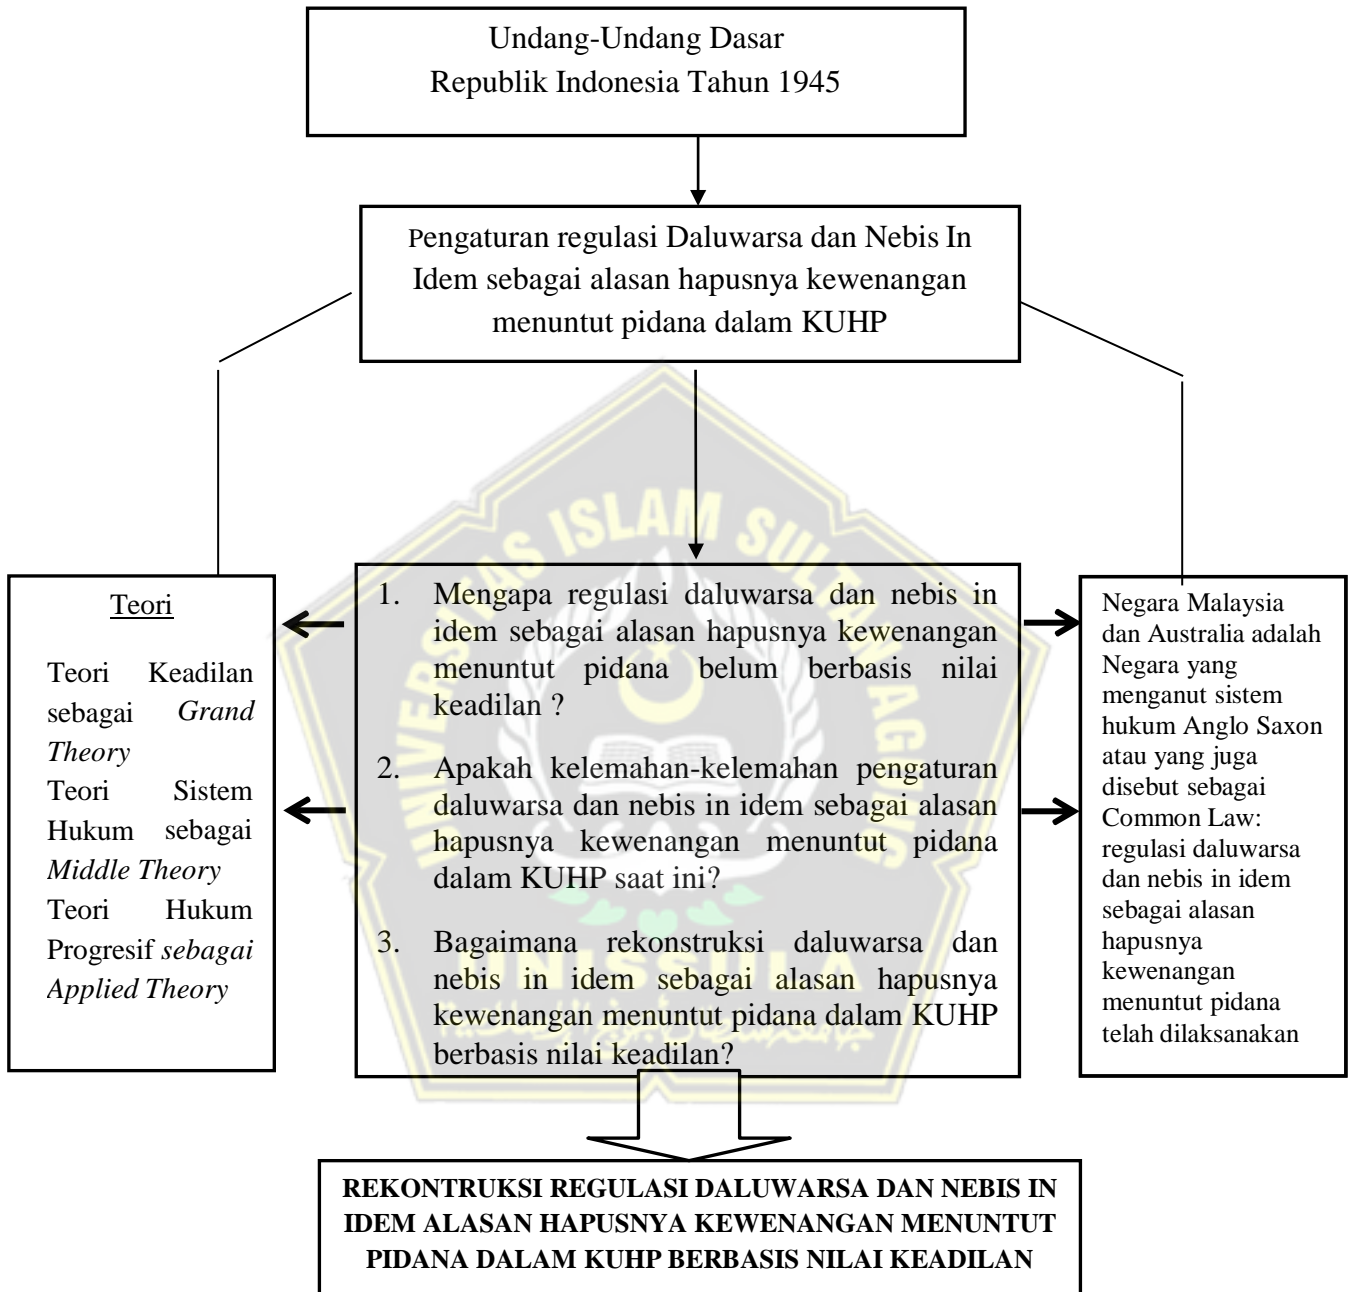 Undang-Undang Dasar
Republik Indonesia Tahun 1945
Pengaturan regulasi Daluwarsa dan Nebis In
Idem sebagai alasan hapusnya kewenangan
menuntut pidana dalam KUHP
Teori
Teori Keadilan
sebagai Grand
Theory
Teori Sistem
Hukum sebagai
Middle Theory
Teori Hukum
Progresif sebagai
Applied Theory
1. Mengapa regulasi daluwarsa dan nebis in
idem sebagai alasan hapusnya kewenangan
menuntut pidana belum berbasis nilai
keadilan ?
2. Apakah kelemahan-kelemahan pengaturan
daluwarsa dan nebis in idem sebagai alasan
hapusnya kewenangan menuntut pidana
dalam KUHP saat ini?
3. Bagaimana rekonstruksi daluwarsa dan
nebis in idem sebagai alasan hapusnya
kewenangan menuntut pidana dalam KUHP
berbasis nilai keadilan?
Negara Malaysia
dan Australia adalah
Negara yang
menganut sistem
hukum Anglo Saxon
atau yang juga
disebut sebagai
Common Law:
regulasi daluwarsa
dan nebis in idem
sebagai alasan
hapusnya
kewenangan
menuntut pidana
telah dilaksanakan
REKONTRUKSI REGULASI DALUWARSA DAN NEBIS IN
IDEM ALASAN HAPUSNYA KEWENANGAN MENUNTUT
PIDANA DALAM KUHP BERBASIS NILAI KEADILAN
UNIVERSITAS ISLAM SULTAN AGUNG
UNISSULA